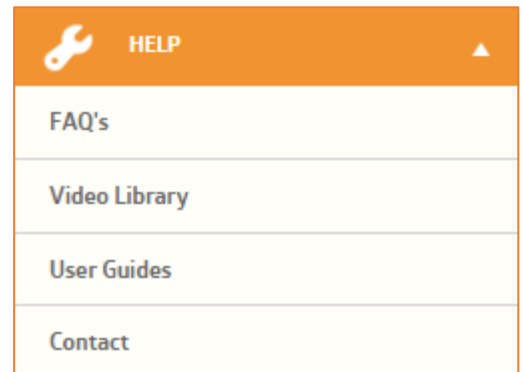 HELP
FAQ's
Video Library
User Guides
Contact